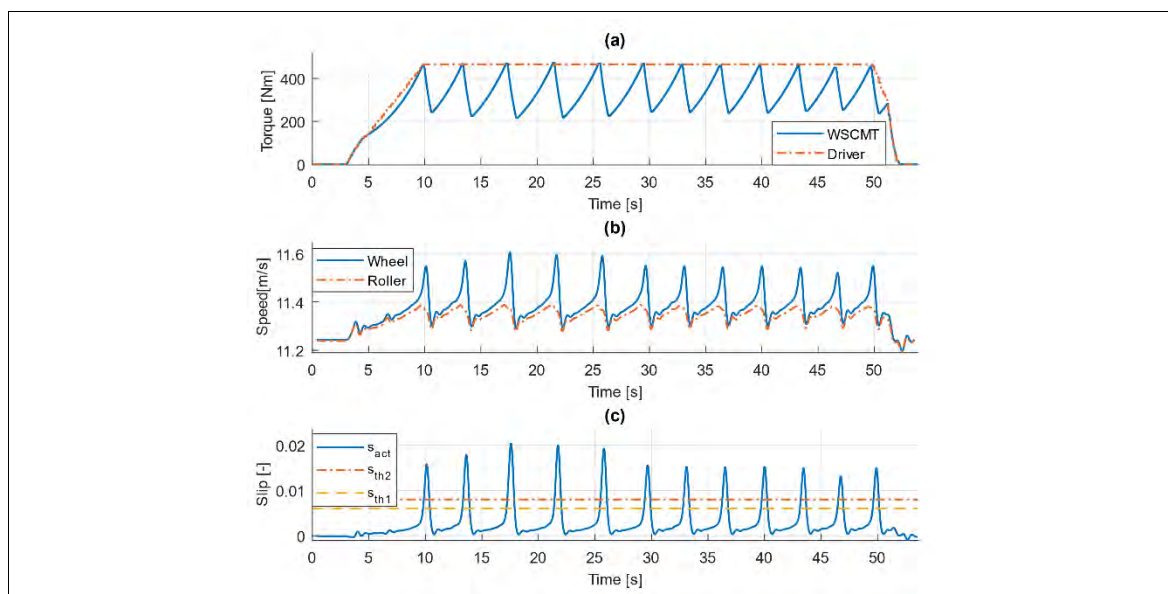 (a)
Torque [Nm]
400
200
0
WSCMT
Driver
0 5 10 15 20 25 30 35 40 45 50
Time [s]
(b)
Speed[m/s]
11.6
11.4
11.2
Wheel
Roller
0 5 10 15 20 25 30 35 40 45 50
Time [s]
(c)
Slip [-]
0.02
0.01
0
s_act
s_th2
s_th1
0 5 10 15 20 25 30 35 40 45 50
Time [s]